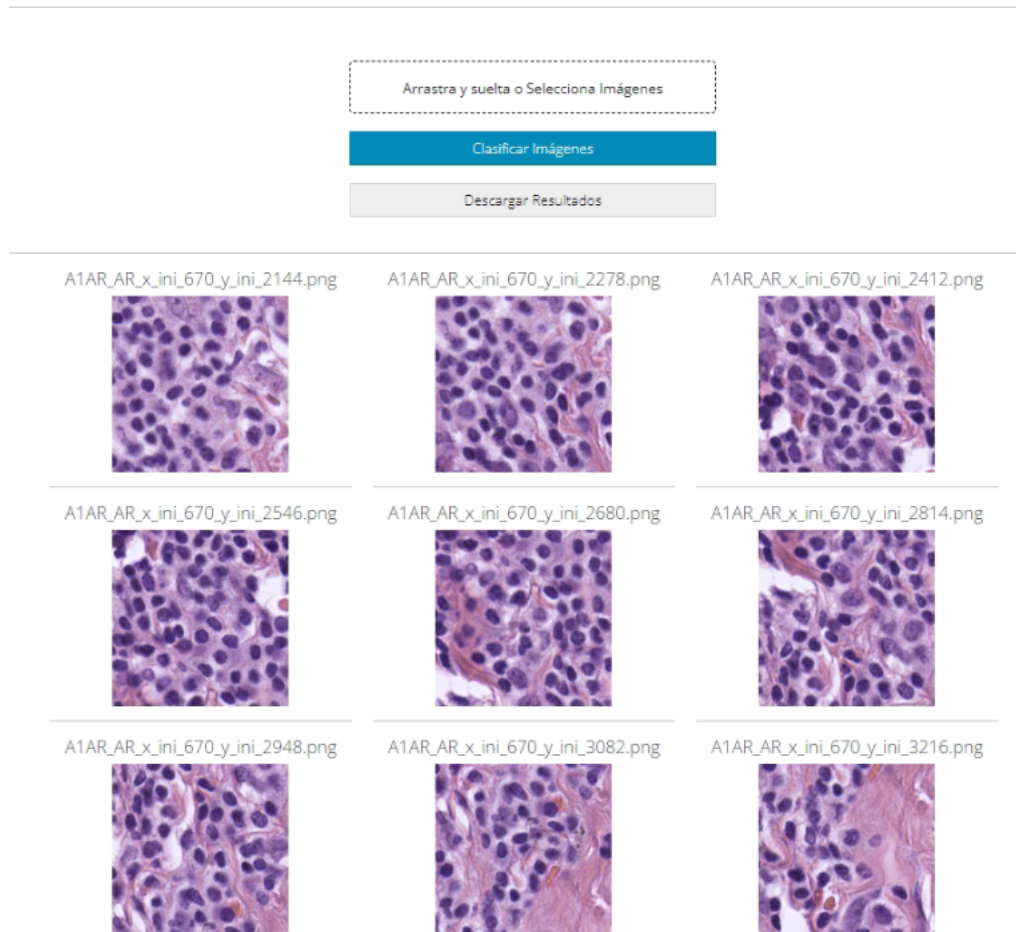 Arrastra y suelta o Selecciona Imágenes
Clasificar Imágenes
Descargar Resultados
A1AR_AR_x_ini_670_y_ini_2144.png
A1AR_AR_x_ini_670_y_ini_2278.png
A1AR_AR_x_ini_670_y_ini_2412.png
A1AR_AR_x_ini_670_y_ini_2546.png
A1AR_AR_x_ini_670_y_ini_2680.png
A1AR_AR_x_ini_670_y_ini_2814.png
A1AR_AR_x_ini_670_y_ini_2948.png
A1AR_AR_x_ini_670_y_ini_3082.png
A1AR_AR_x_ini_670_y_ini_3216.png